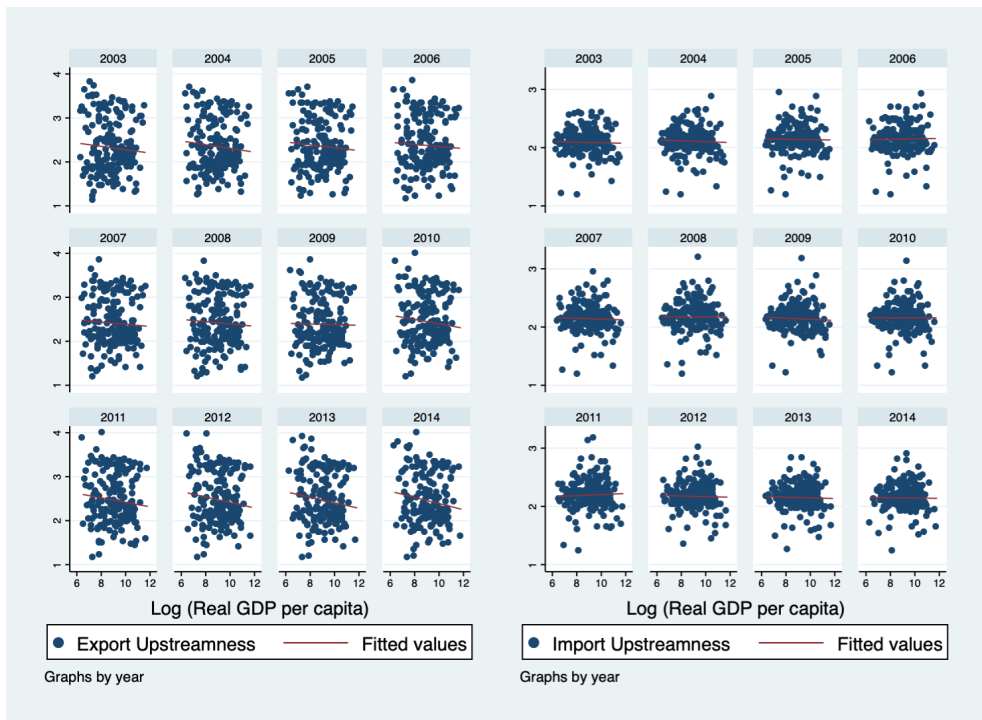 2003 2004 2005 2006
4
3
2
1
2007 2008 2009 2010
4
3
2
1
2011 2012 2013 2014
4
3
2
1
6 8 10 12 6 8 10 12 6 8 10 12 6 8 10 12
Log (Real GDP per capita)
Export Upstreamness Fitted values
Graphs by year
2003 2004 2005 2006
3
2
1
2007 2008 2009 2010
3
2
1
2011 2012 2013 2014
3
2
1
6 8 10 12 6 8 10 12 6 8 10 12 6 8 10 12
Log (Real GDP per capita)
Import Upstreamness Fitted values
Graphs by year